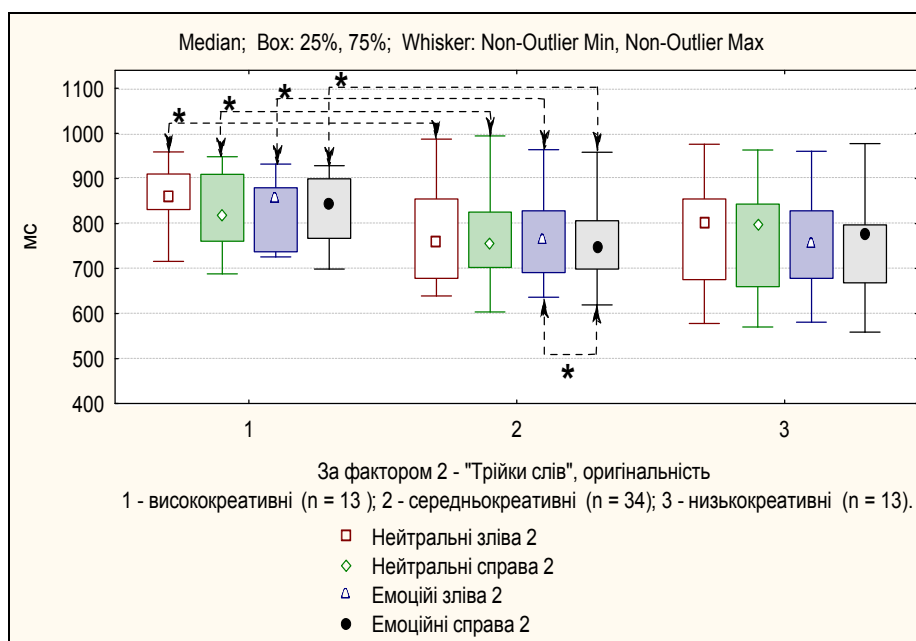 Median; Box: 25%, 75%; Whisker: Non-Outlier Min, Non-Outlier Max
1100
1000
900
800
700
600
500
400
мс
* * * *
*
1 2 3
За фактором 2 - "Трійки слів", оригінальність
1 - висококреативні (n = 13 ); 2 - середньокреативні (n = 34); 3 - низькокреативні (n = 13).
Нейтральні зліва 2
Нейтральні справа 2
Емоційі зліва 2
Емоційні справа 2